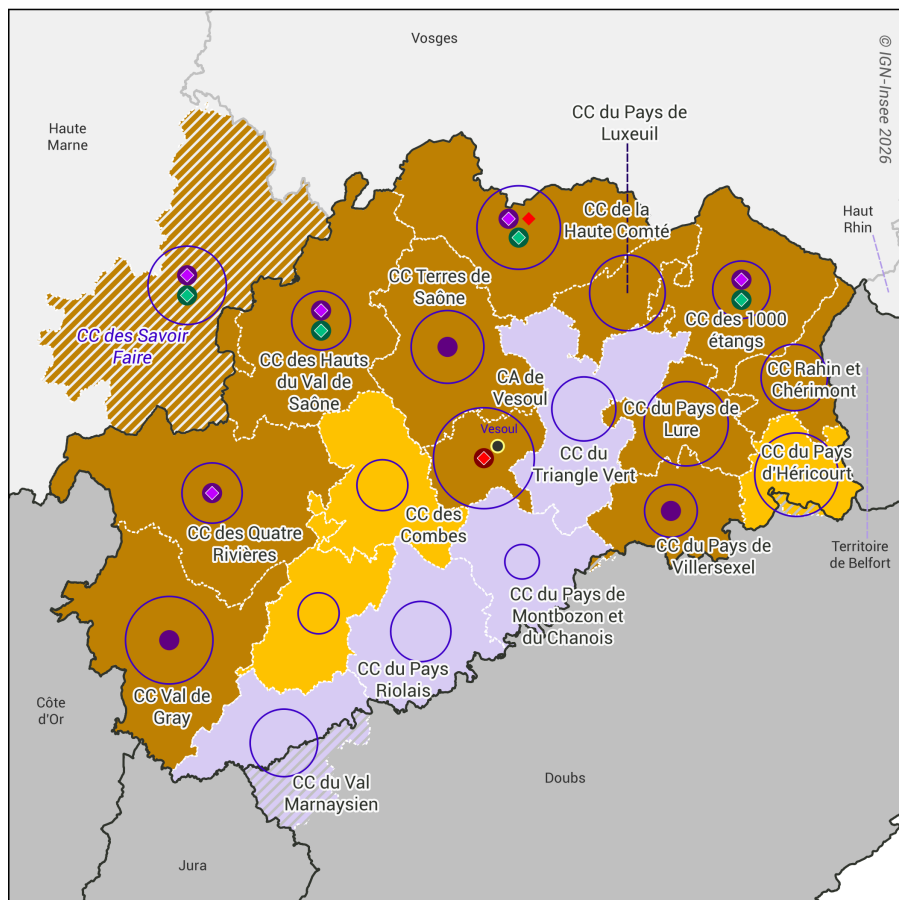 Vosges
© IGN-Insee 2026
Haute
Marne
CC du Pays de
Luxeuil
Haut
Rhin
CC de la
Haute Comté
CC Terres de
Saône
CC des 1000
étangs
CC des Savoir
Faire
CC des Hauts
du Val de
Saône
CA de
Vesoul
CC Rahin et
Chérimont
CC du Pays de
Lure
Vesoul
CC du
Triangle Vert
CC du Pays
d'Héricourt
CC des
Combes
CC des Quatre
Rivières
CC du Pays de
Villersexel
Territoire
de Belfort
CC du Pays de
Montbozon et
du Chanois
CC du Pays
Riolais
CC Val de
Gray
Côte
d'Or
CC du Val
Marnaysien
Doubs
Jura